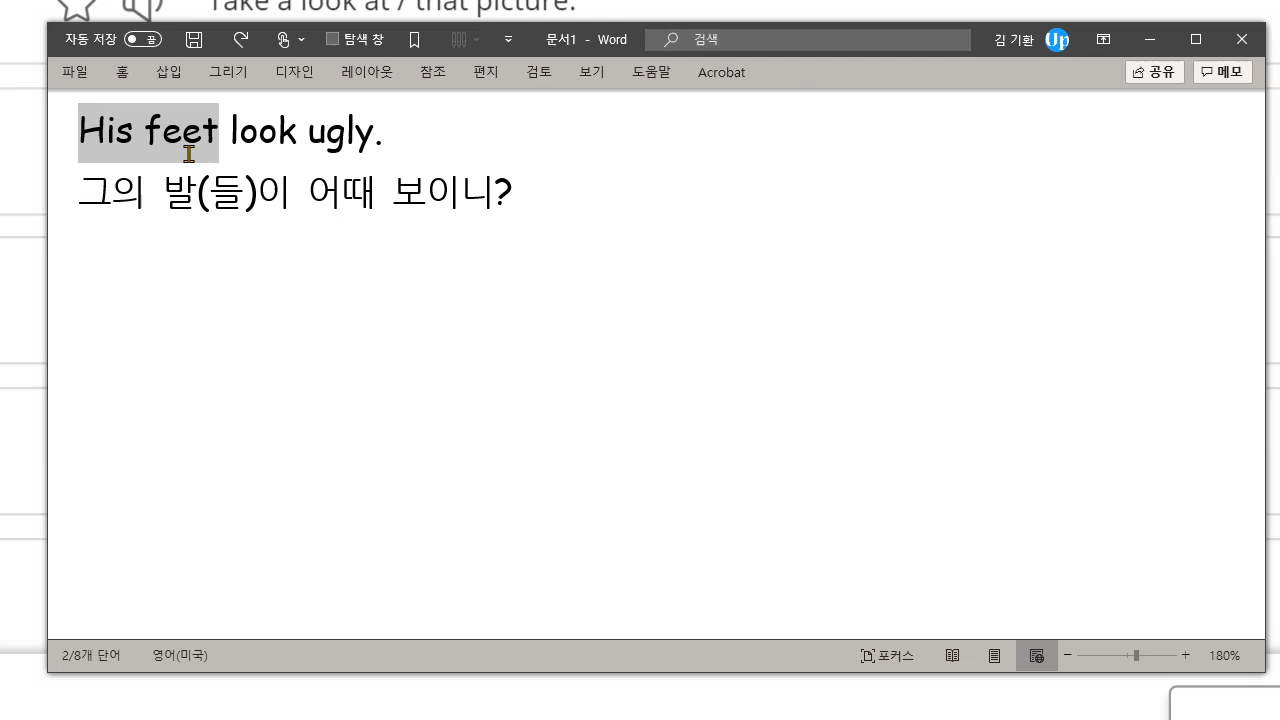 Take a look at / that picture.
자동 저장 끔 탐색 창 문서1 - Word 검색 김 기환 Up
파일 홈 삽입 그리기 디자인 레이아웃 참조 편지 검토 보기 도움말 Acrobat 공유 메모
His feet look ugly.
그의 발(들)이 어때 보이니?
2/8개 단어 영어(미국) 포커스 180%